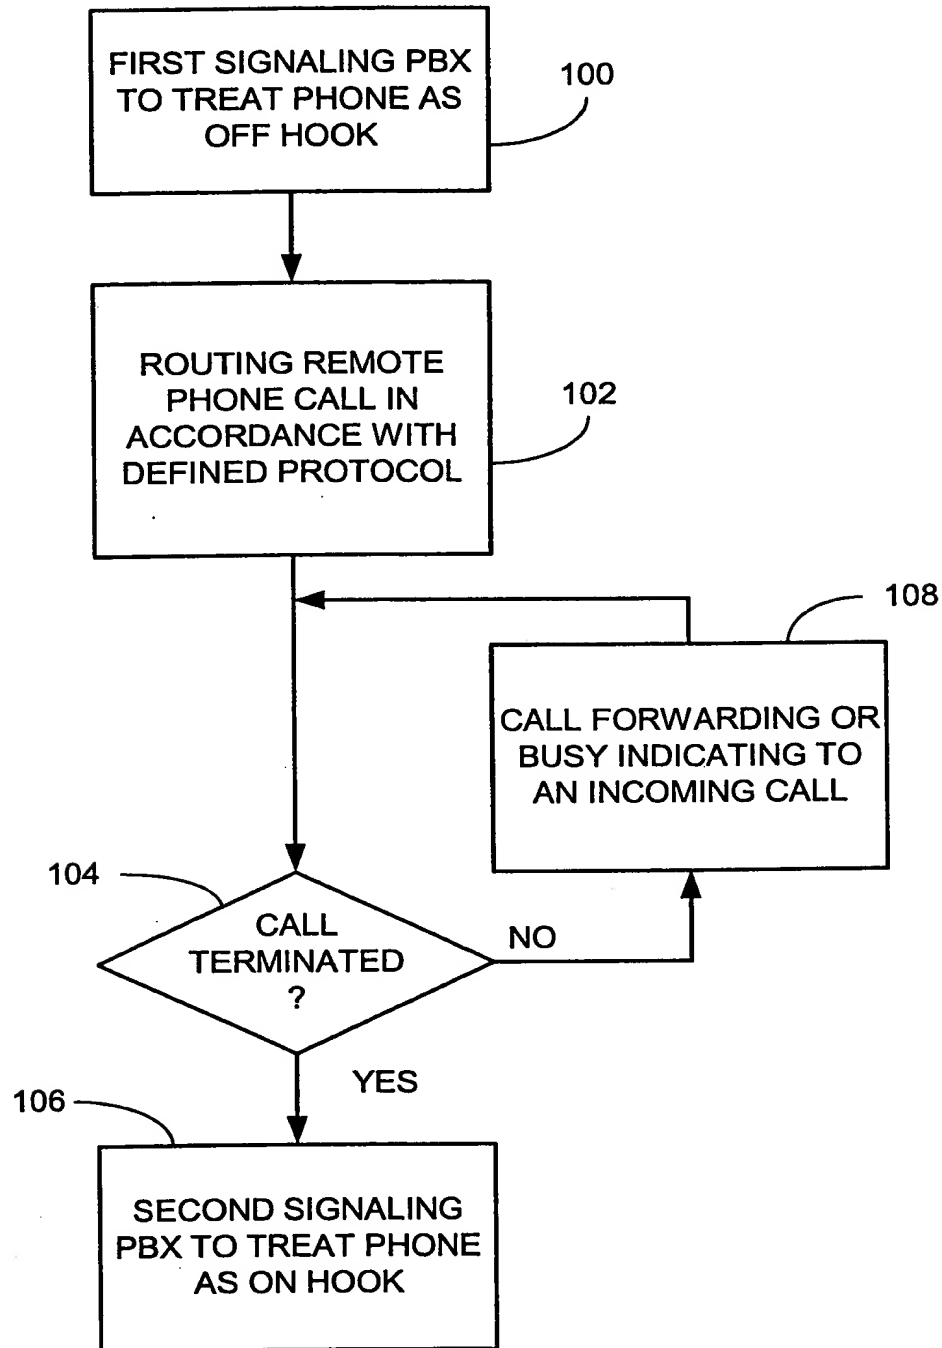 FIRST SIGNALING PBX
TO TREAT PHONE AS
OFF HOOK
100
ROUTING REMOTE
PHONE CALL IN
ACCORDANCE WITH
DEFINED PROTOCOL
102
108
CALL FORWARDING OR
BUSY INDICATING TO
AN INCOMING CALL
104
CALL
TERMINATED
?
NO
YES
106
SECOND SIGNALING
PBX TO TREAT PHONE
AS ON HOOK